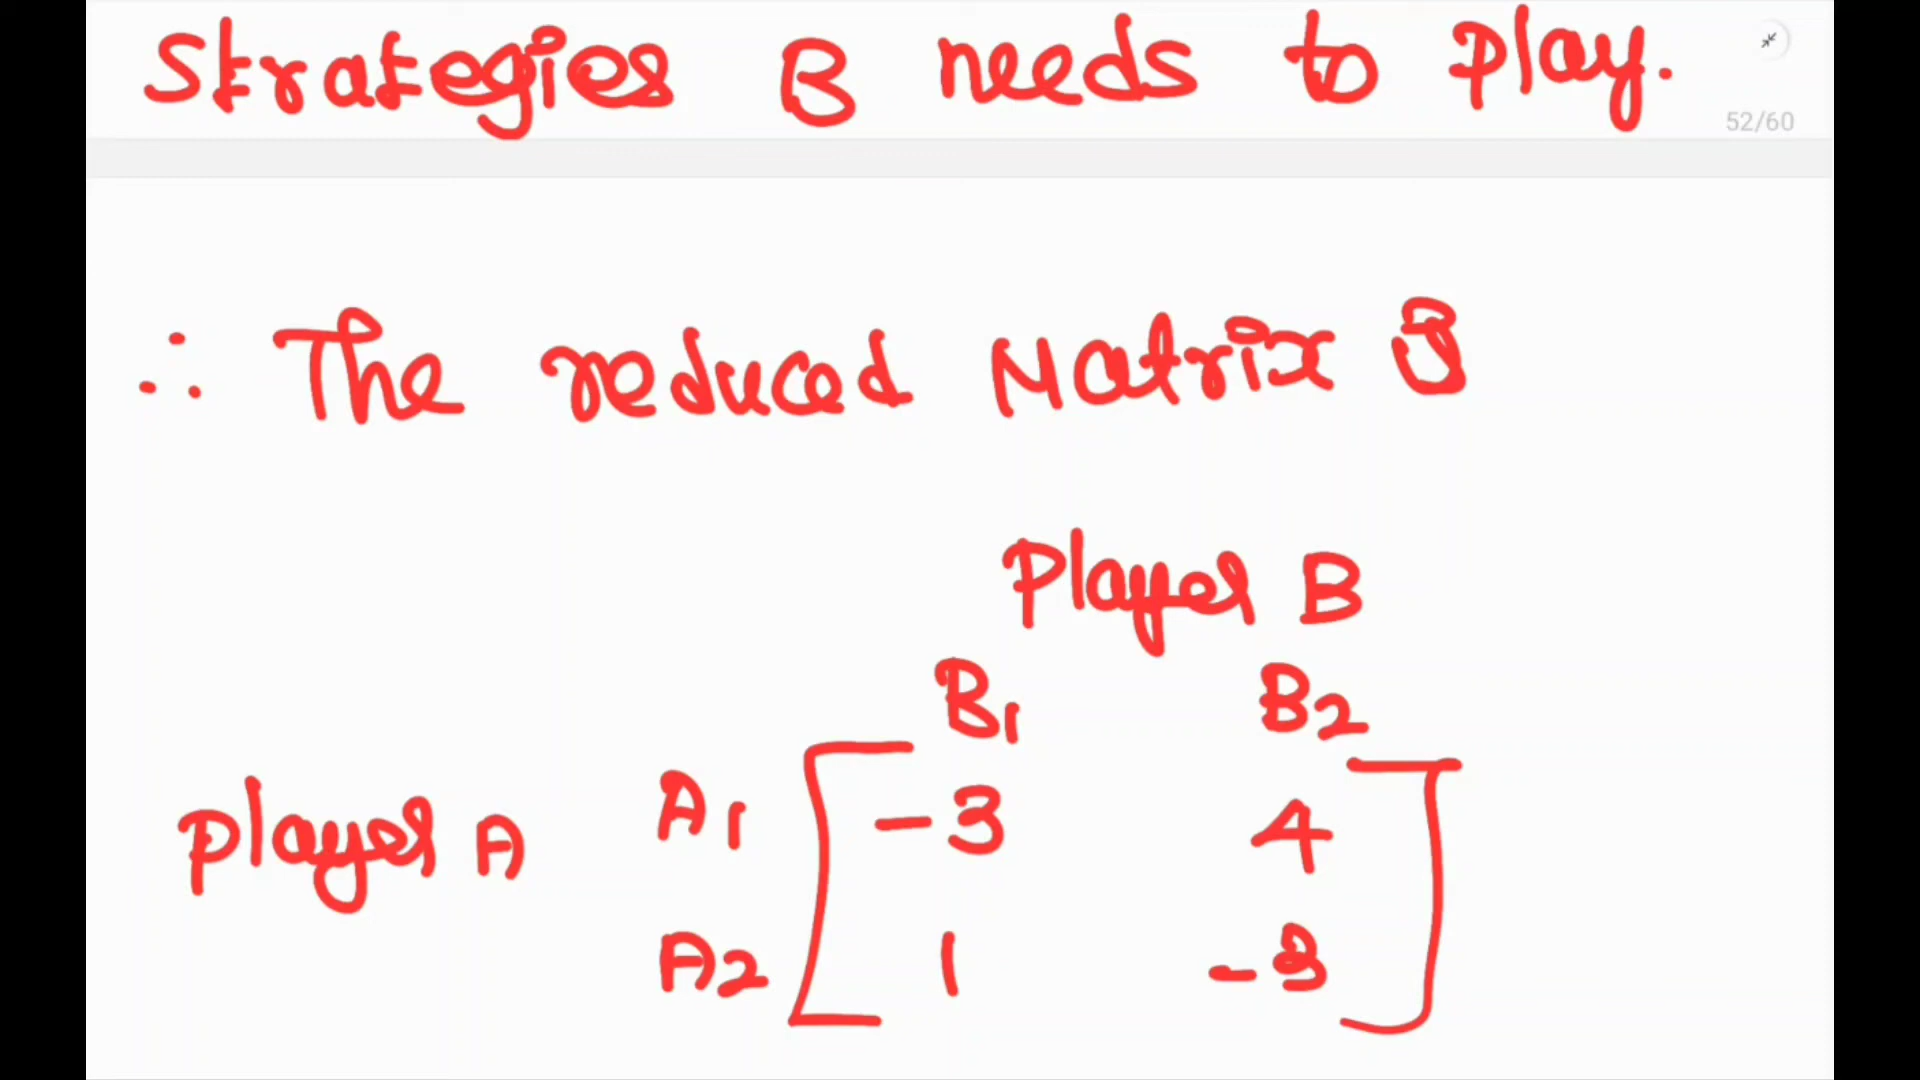 Strategies B needs to play.
52/60
∴ The reduced Matrix is
Player B
B1 B2
Player A A1 -3 4
A2 1 -3